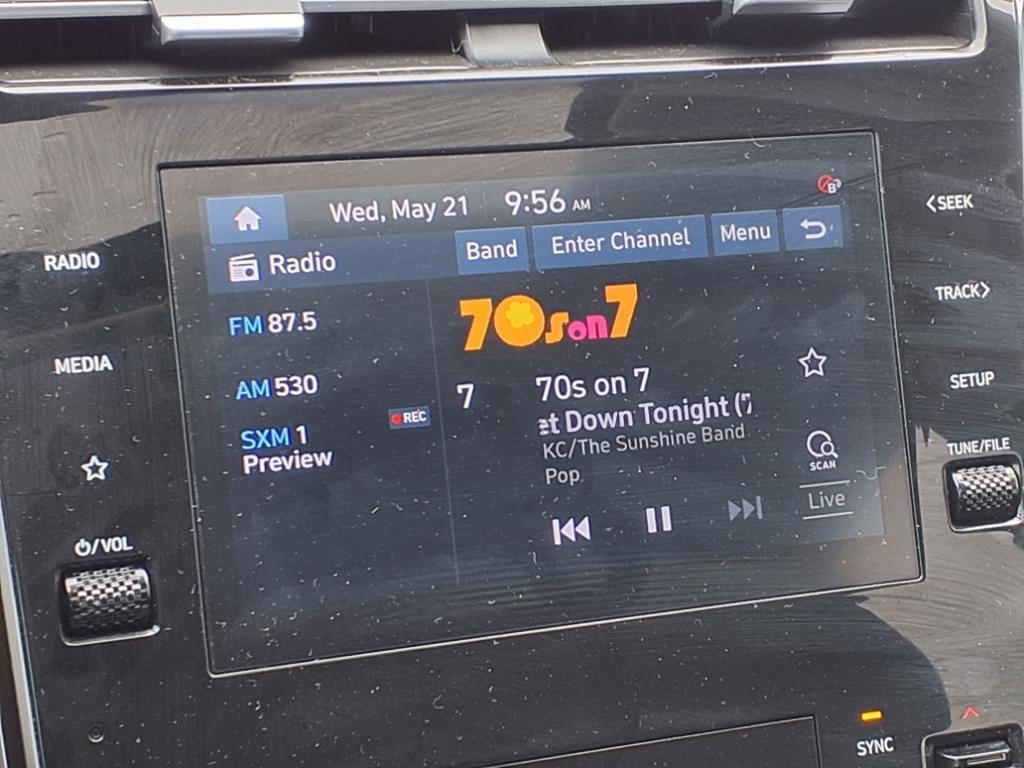 Wed, May 21 9:56 AM
B
Radio Band Enter Channel Menu
FM 87.5
AM 530
REC
SXM 1
Preview
70s on 7
7 70s on 7
et Down Tonight ('7
KC/The Sunshine Band
Pop
SCAN
Live
RADIO
MEDIA
/VOL
<SEEK
TRACK>
SETUP
TUNE/FILE
SYNC